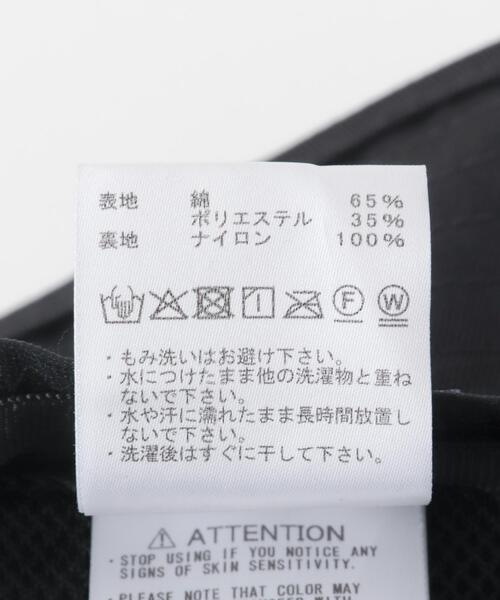 表地 綿 65%
ポリエステル 35%
裏地 ナイロン 100%
F W
・もみ洗いはお避け下さい。
・水につけたまま他の洗濯物と重ね
ないで下さい。
・水や汗に濡れたまま長時間放置し
ないで下さい。
・洗濯後はすぐに干して下さい。
⚠ ATTENTION
・STOP USING IF YOU NOTICE ANY
SIGNS OF SKIN SENSITIVITY.
・PLEASE NOTE THAT COLOR MAY